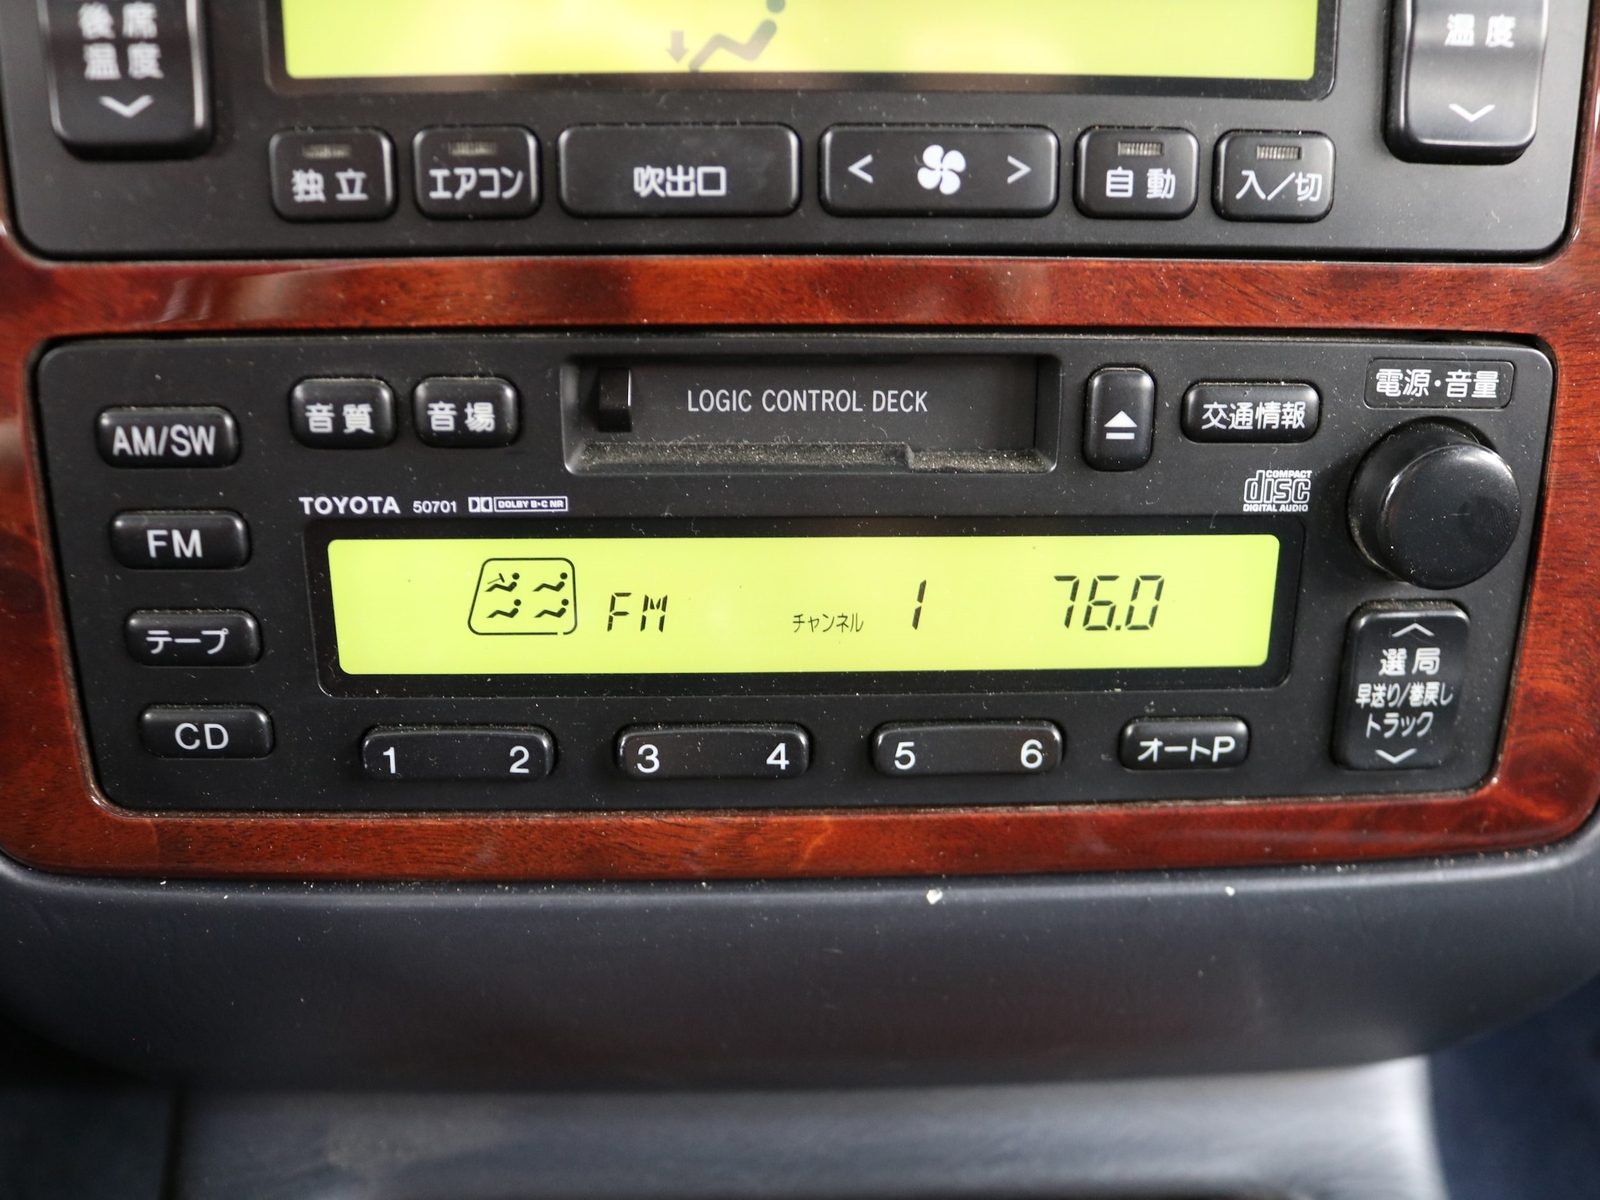 後席
温度
温度
独立 エアコン 吹出口 < > 自動 入/切
電源・音量
AM/SW 音質 音場 LOGIC CONTROL DECK 交通情報
COMPACT
disc
DIGITAL AUDIO
TOYOTA 50701 DOLBY B-C NR
FM
FM チャンネル 1 76.0
テープ
選局
早送り/巻戻し
トラック
CD 1 2 3 4 5 6 オートP